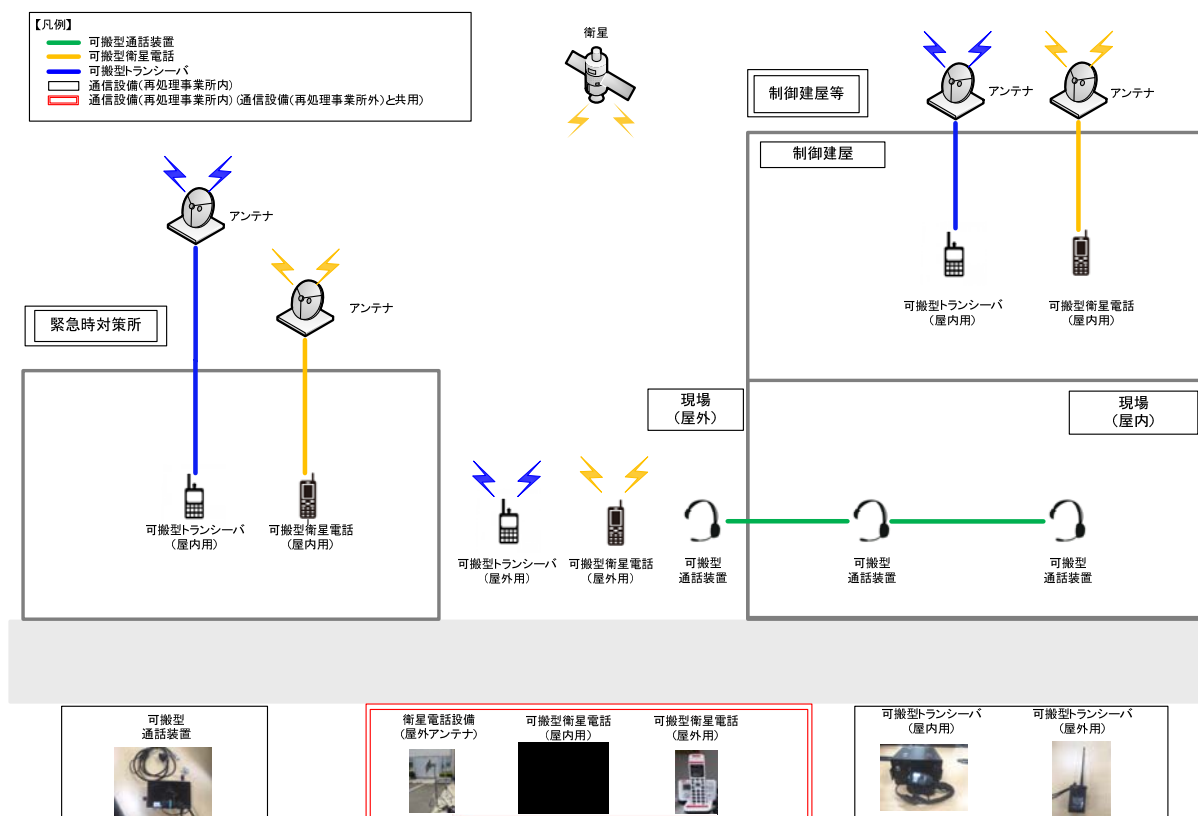 【凡例】
可搬型通話装置
可搬型衛星電話
可搬型トランシーバ
通信設備(再処理事業所内)
通信設備(再処理事業所内)(通信設備(再処理事業所外)と共用)
衛星
制御建屋等
アンテナ
アンテナ
制御建屋
アンテナ
アンテナ
緊急時対策所
可搬型トランシーバ
(屋内用)
可搬型衛星電話
(屋内用)
現場
(屋外)
現場
(屋内)
可搬型トランシーバ
(屋内用)
可搬型衛星電話
(屋内用)
可搬型トランシーバ
(屋外用)
可搬型衛星電話
(屋外用)
可搬型
通話装置
可搬型
通話装置
可搬型
通話装置
可搬型
通話装置
衛星電話設備
(屋外アンテナ)
可搬型衛星電話
(屋内用)
可搬型衛星電話
(屋外用)
可搬型トランシーバ
(屋内用)
可搬型トランシーバ
(屋外用)